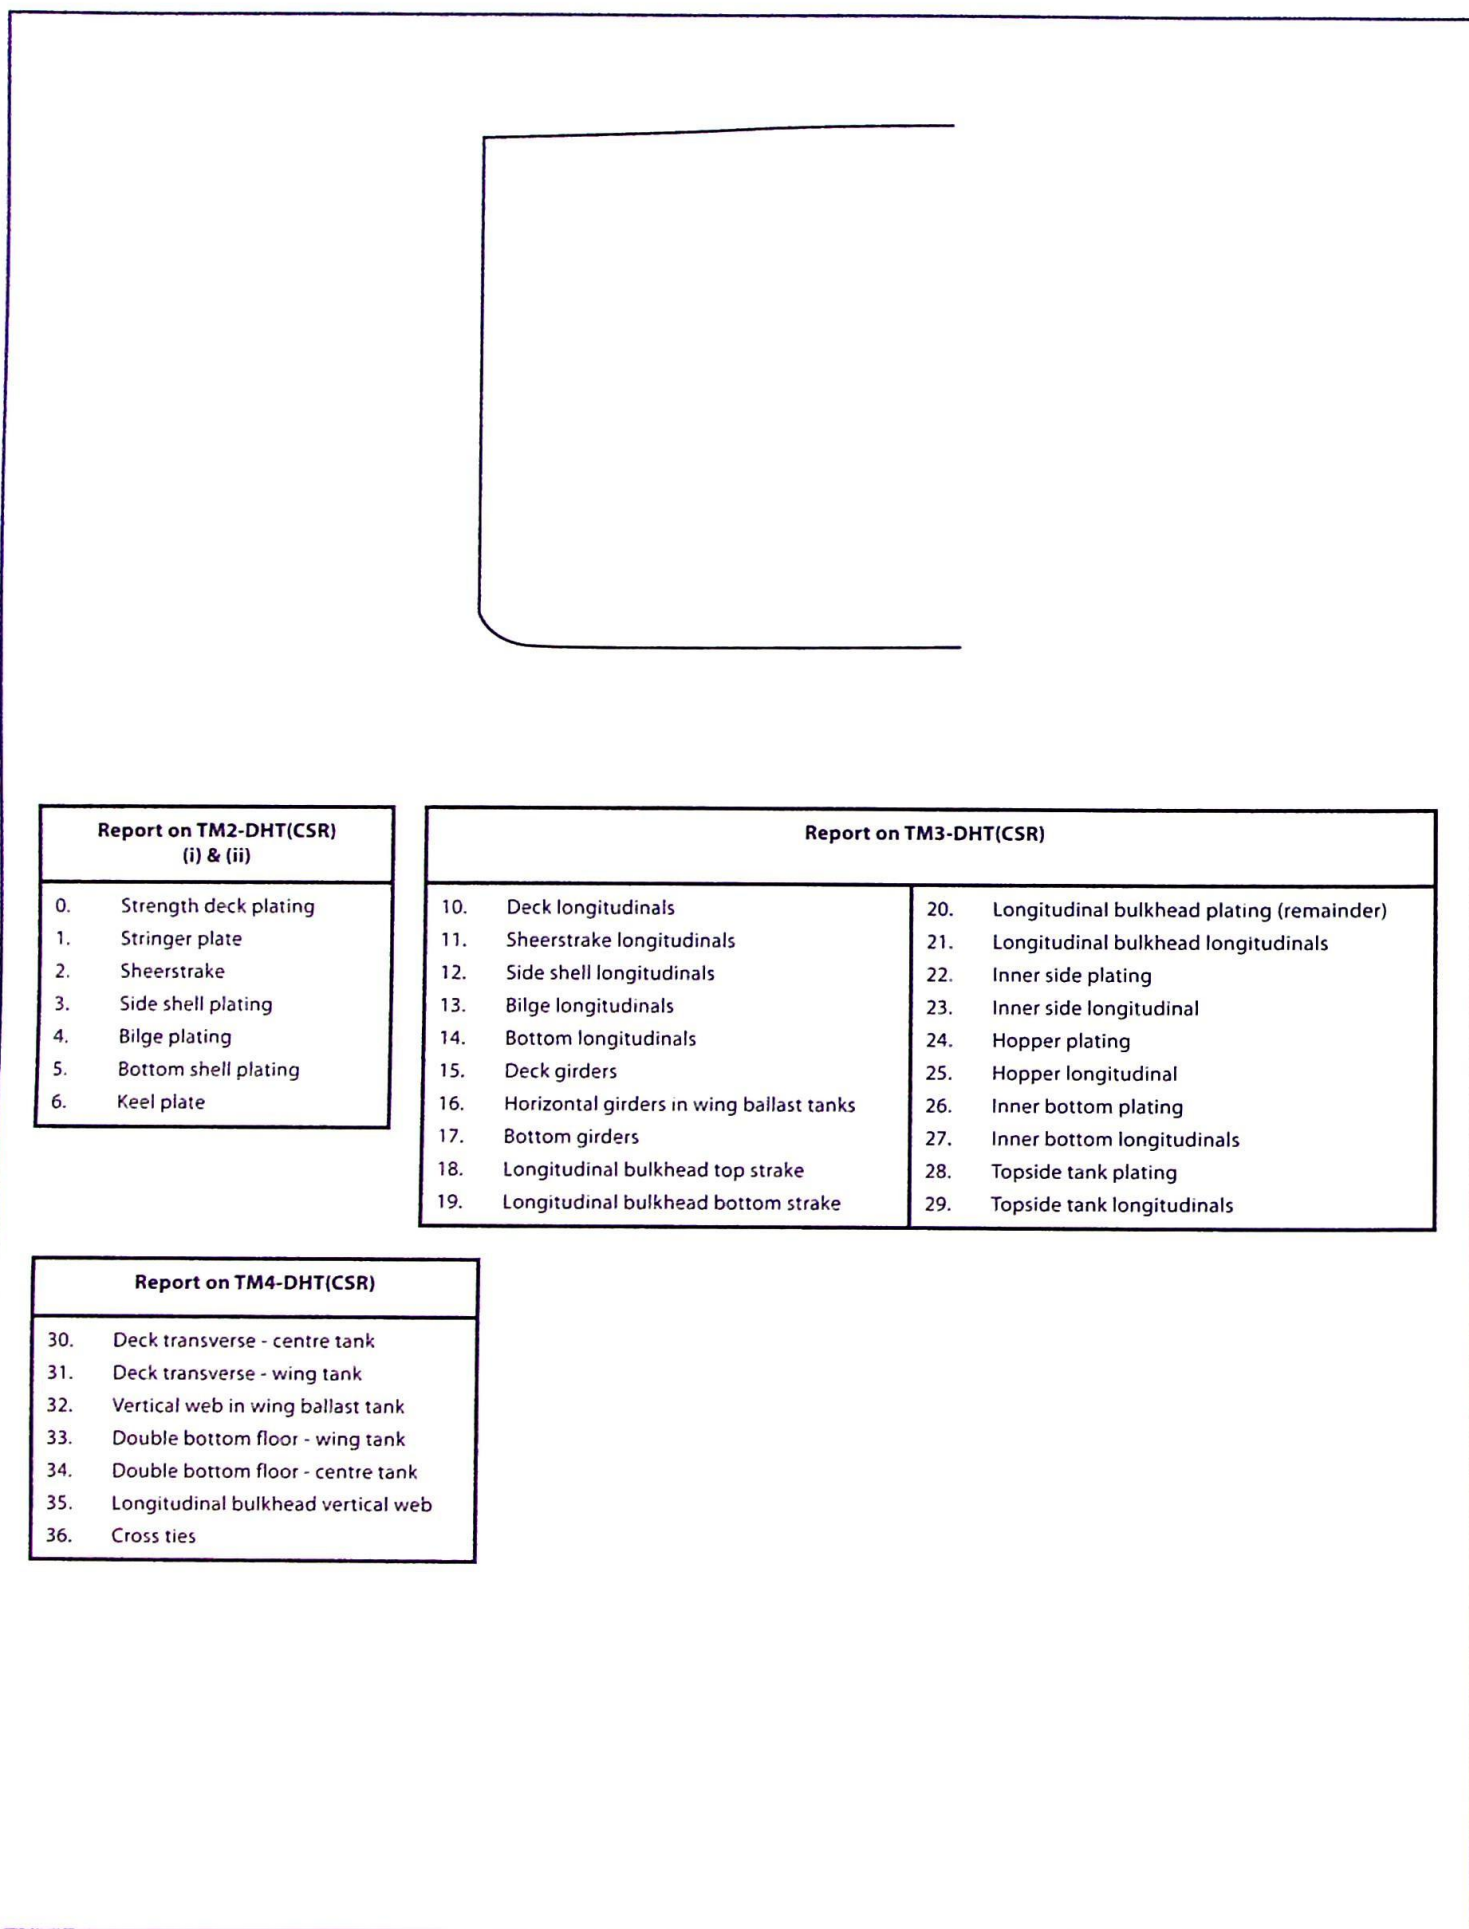 Report on TM2-DHT(CSR)
(i) & (ii)
0. Strength deck plating
1. Stringer plate
2. Sheerstrake
3. Side shell plating
4. Bilge plating
5. Bottom shell plating
6. Keel plate
Report on TM3-DHT(CSR)
10. Deck longitudinals
11. Sheerstrake longitudinals
12. Side shell longitudinals
13. Bilge longitudinals
14. Bottom longitudinals
15. Deck girders
16. Horizontal girders in wing ballast tanks
17. Bottom girders
18. Longitudinal bulkhead top strake
19. Longitudinal bulkhead bottom strake
20. Longitudinal bulkhead plating (remainder)
21. Longitudinal bulkhead longitudinals
22. Inner side plating
23. Inner side longitudinal
24. Hopper plating
25. Hopper longitudinal
26. Inner bottom plating
27. Inner bottom longitudinals
28. Topside tank plating
29. Topside tank longitudinals
Report on TM4-DHT(CSR)
30. Deck transverse - centre tank
31. Deck transverse - wing tank
32. Vertical web in wing ballast tank
33. Double bottom floor - wing tank
34. Double bottom floor - centre tank
35. Longitudinal bulkhead vertical web
36. Cross ties